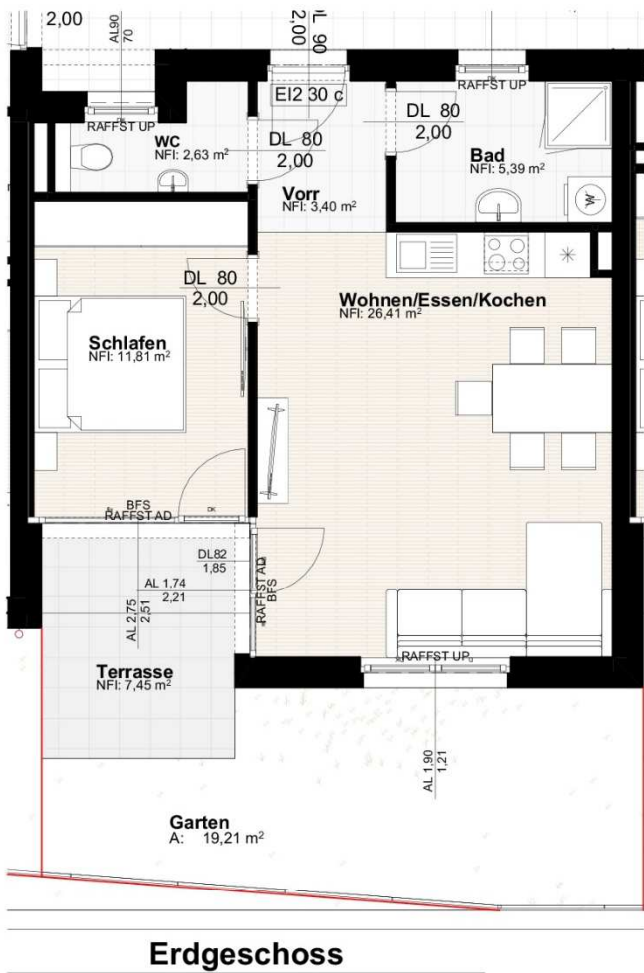 2,00
AL90
70
DL 90
2,00
RAFFST UP
EI2 30 c
RAFFST UP
WC
NFl: 2,63 m²
DL 80
2,00
DL 80
2,00
Bad
NFl: 5,39 m²
Vorr
NFl: 3,40 m²
W
DL 80
2,00
Wohnen/Essen/Kochen
NFl: 26,41 m²
Schlafen
NFl: 11,81 m²
BFS
RAFFST AD
DK
DL82
1,85
AL 1.74
2,21
RAFFST AD
BFS
AL 2,75
2,51
RAFFST UP
Terrasse
NFl: 7,45 m²
AL 1,90
1,21
Garten
A: 19,21 m²
Erdgeschoss